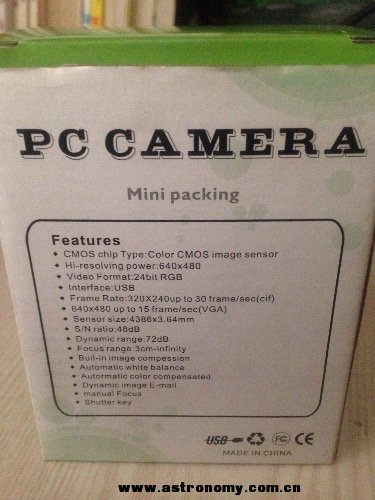 PC CAMERA
Mini packing
Features
CMOS chip Type:Color CMOS image sensor
Hi-resolving power:640x480
Video Format:24bit RGB
Interface:USB
Frame Rate:320X240up to 30 frame/sec(cif)
640x480 up to 15 frame/sec(VGA)
Sensor size:4386x3.64mm
S/N ratio:48dB
Dynamic range:72dB
Focus range:3cm-infinity
Buil-in image compession
Automatic white balance
Autormatic color compensated
Dynamic image E-mail
manual Focus
Shutter key
USB FC CE
MADE IN CHINA
www.astronomy.com.cn